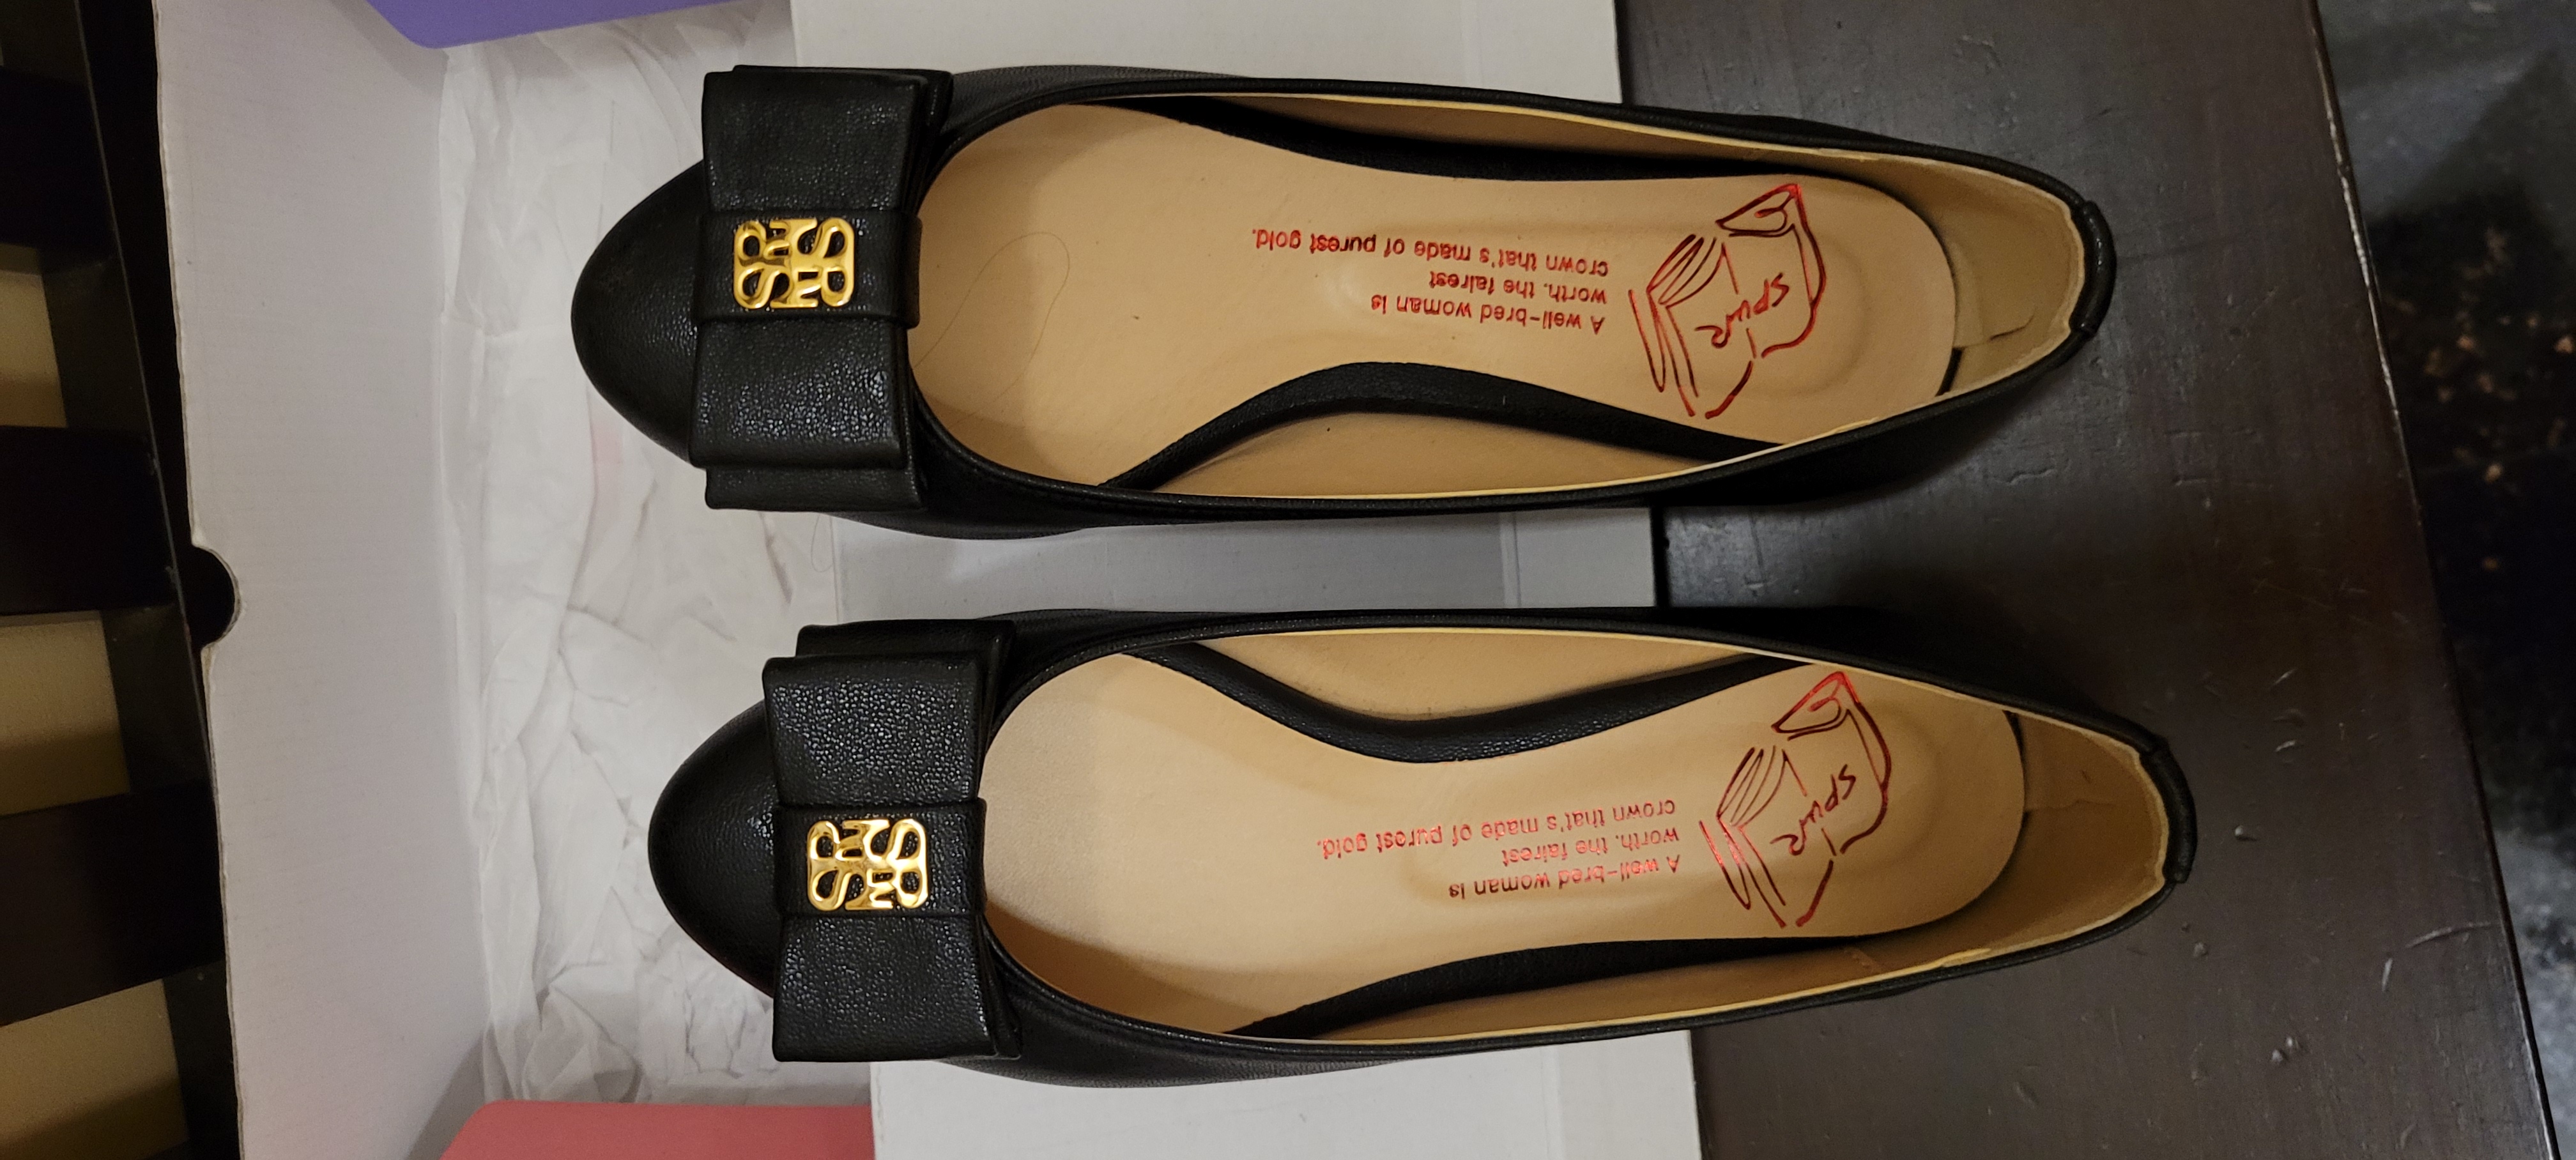 A well-bred woman is
worth. the fairest
crown that's made of purest gold.
SPUR
A well-bred woman is
worth. the fairest
crown that's made of purest gold.
SPUR